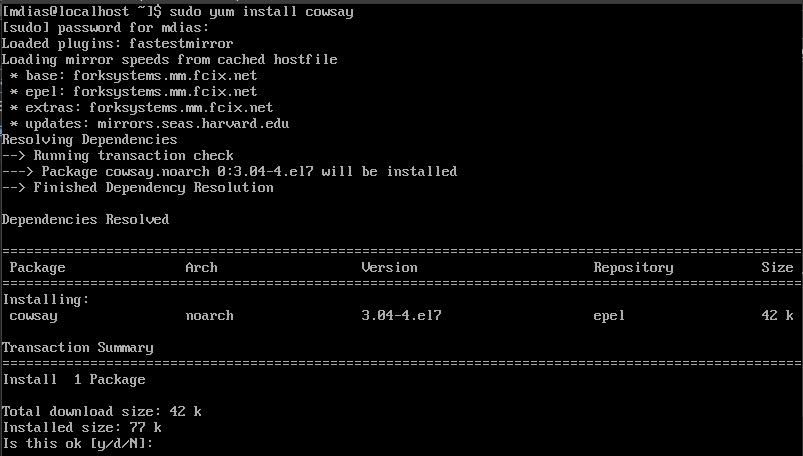 [mdias@localhost ~]$ sudo yum install cowsay
[sudo] password for mdias:
Loaded plugins: fastestmirror
Loading mirror speeds from cached hostfile
 * base: forksystems.mm.fcix.net
 * epel: forksystems.mm.fcix.net
 * extras: forksystems.mm.fcix.net
 * updates: mirrors.seas.harvard.edu
Resolving Dependencies
--> Running transaction check
---> Package cowsay.noarch 0:3.04-4.el7 will be installed
--> Finished Dependency Resolution

Dependencies Resolved

================================================================================
 Package               Arch                  Version                      Repository           Size
================================================================================
Installing:
 cowsay                noarch                3.04-4.el7                   epel                 42 k

Transaction Summary
================================================================================
Install  1 Package

Total download size: 42 k
Installed size: 77 k
Is this ok [y/d/N]: